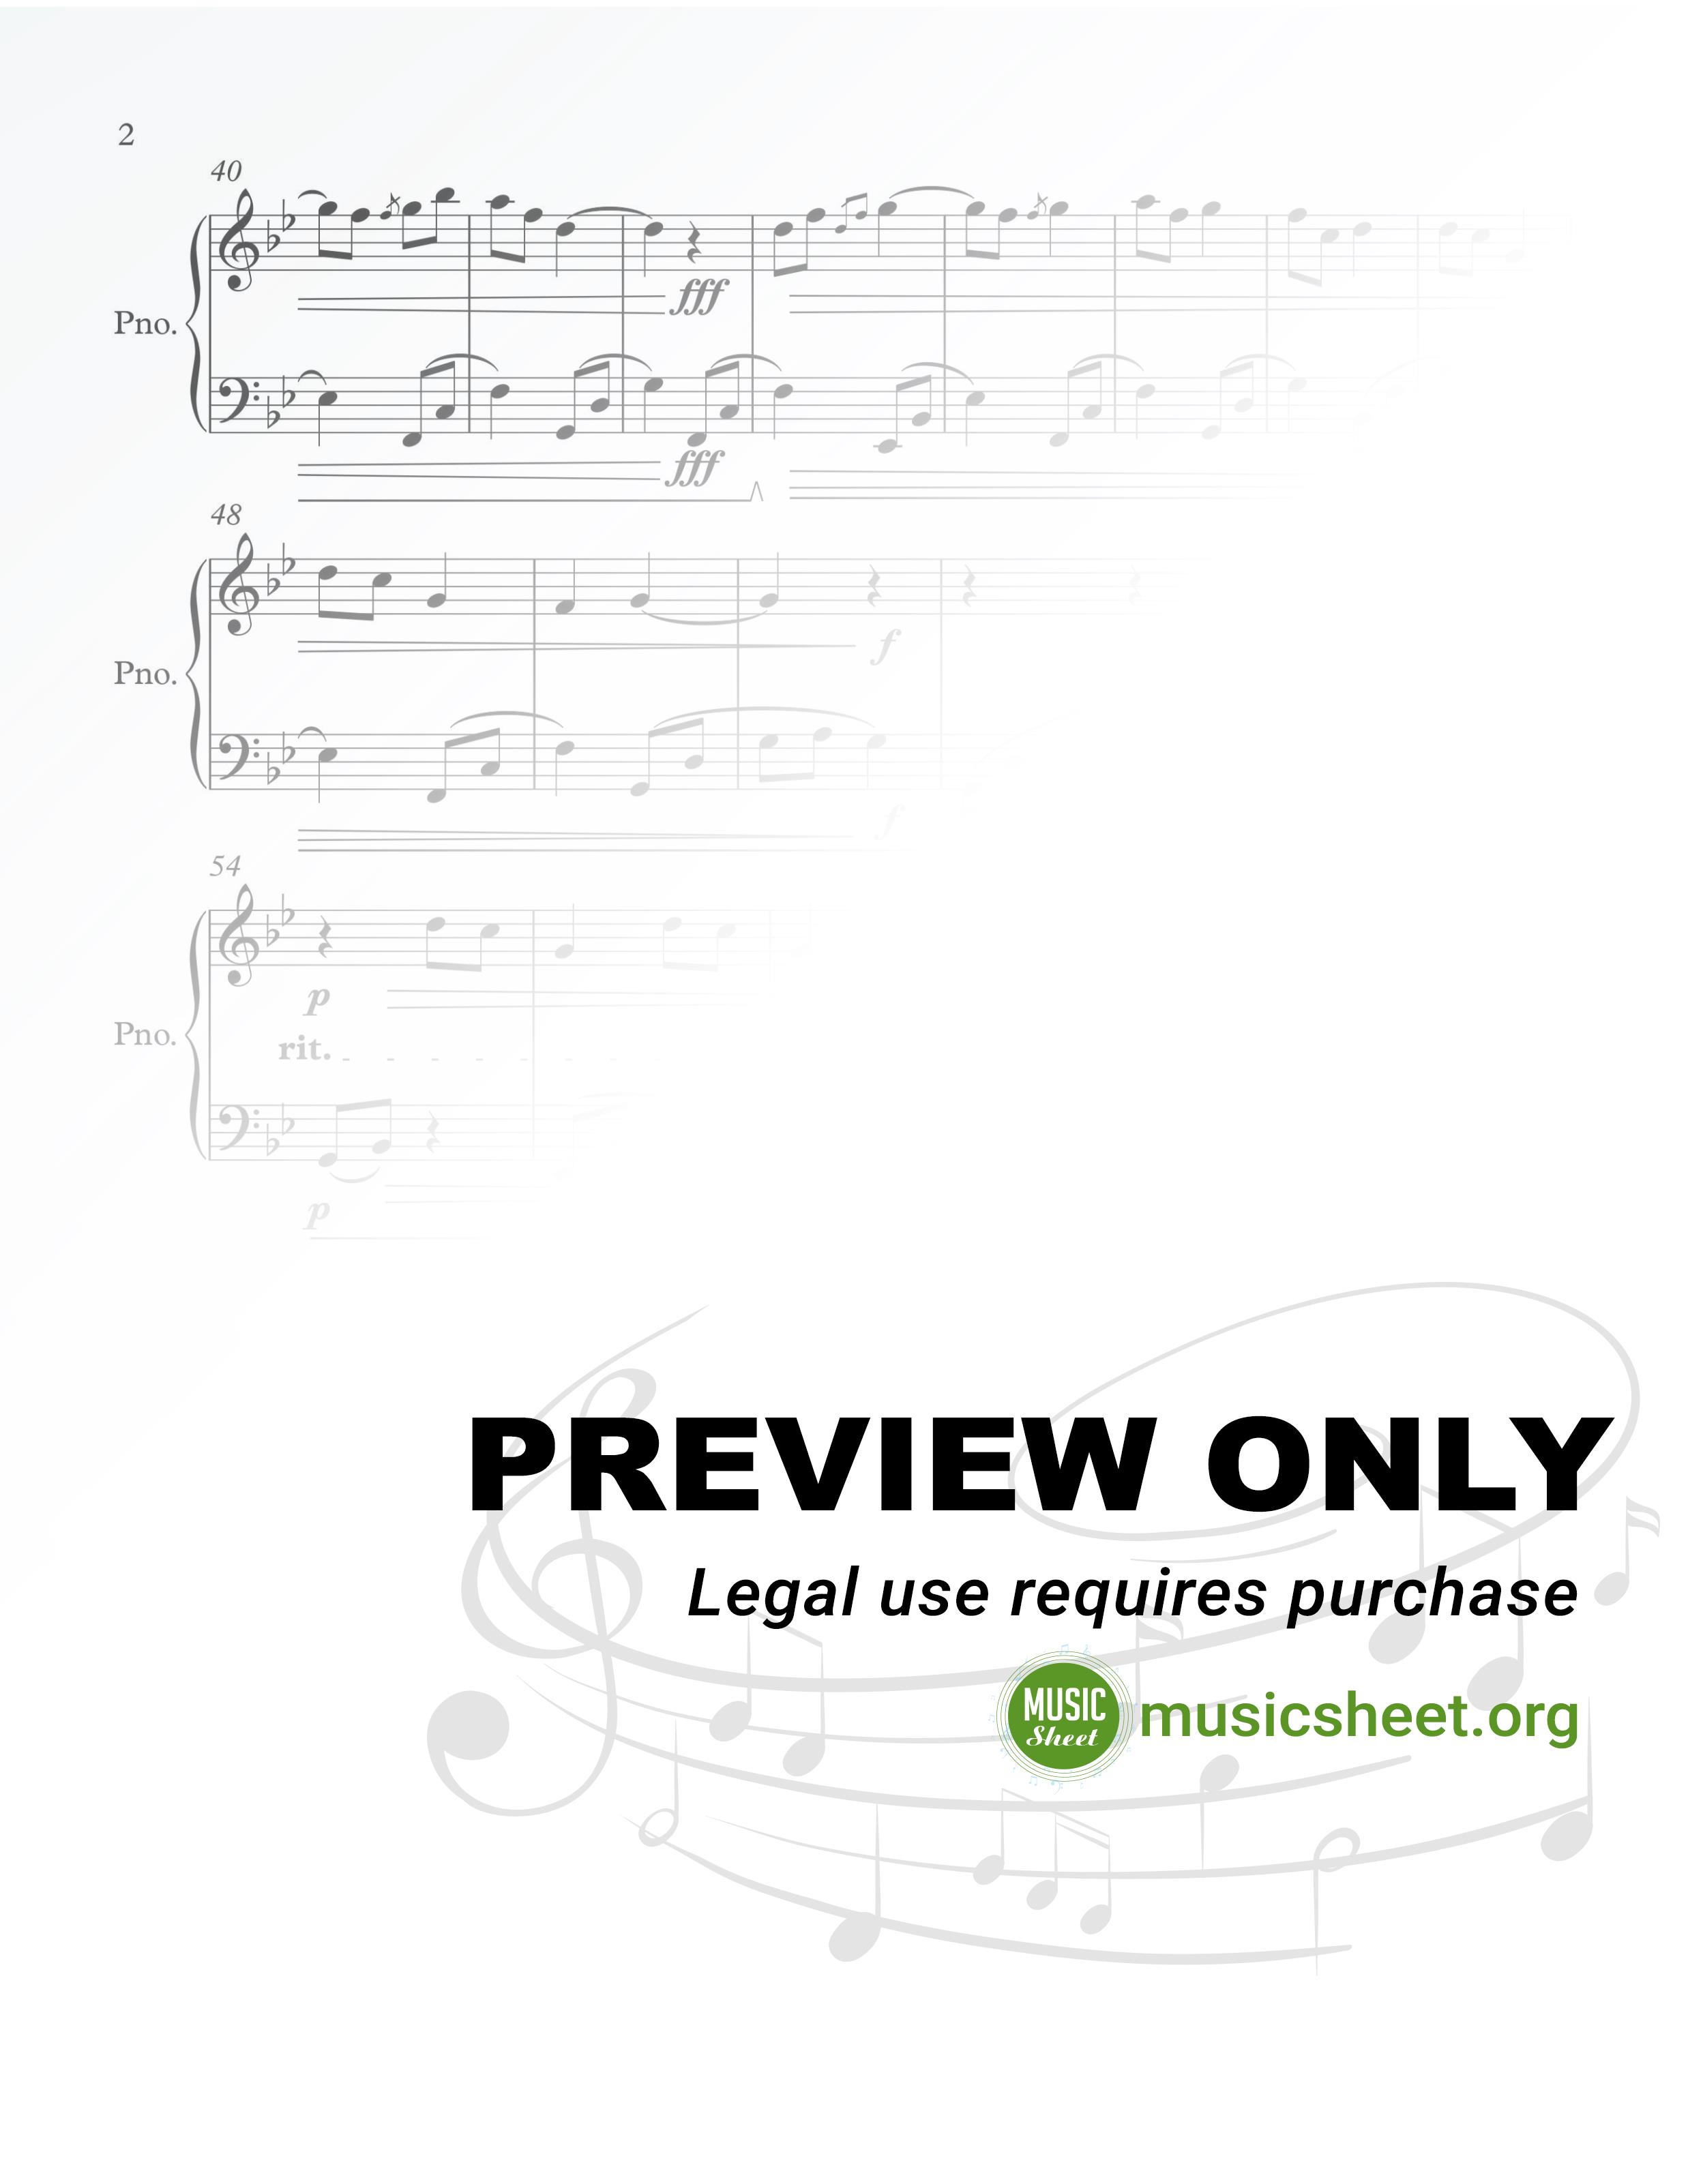 2
40
Pno.
fff
fff
48
Pno.
f
f
54
Pno.
p
rit.
p
PREVIEW ONLY
Legal use requires purchase
MUSIC
Sheet
musicsheet.org